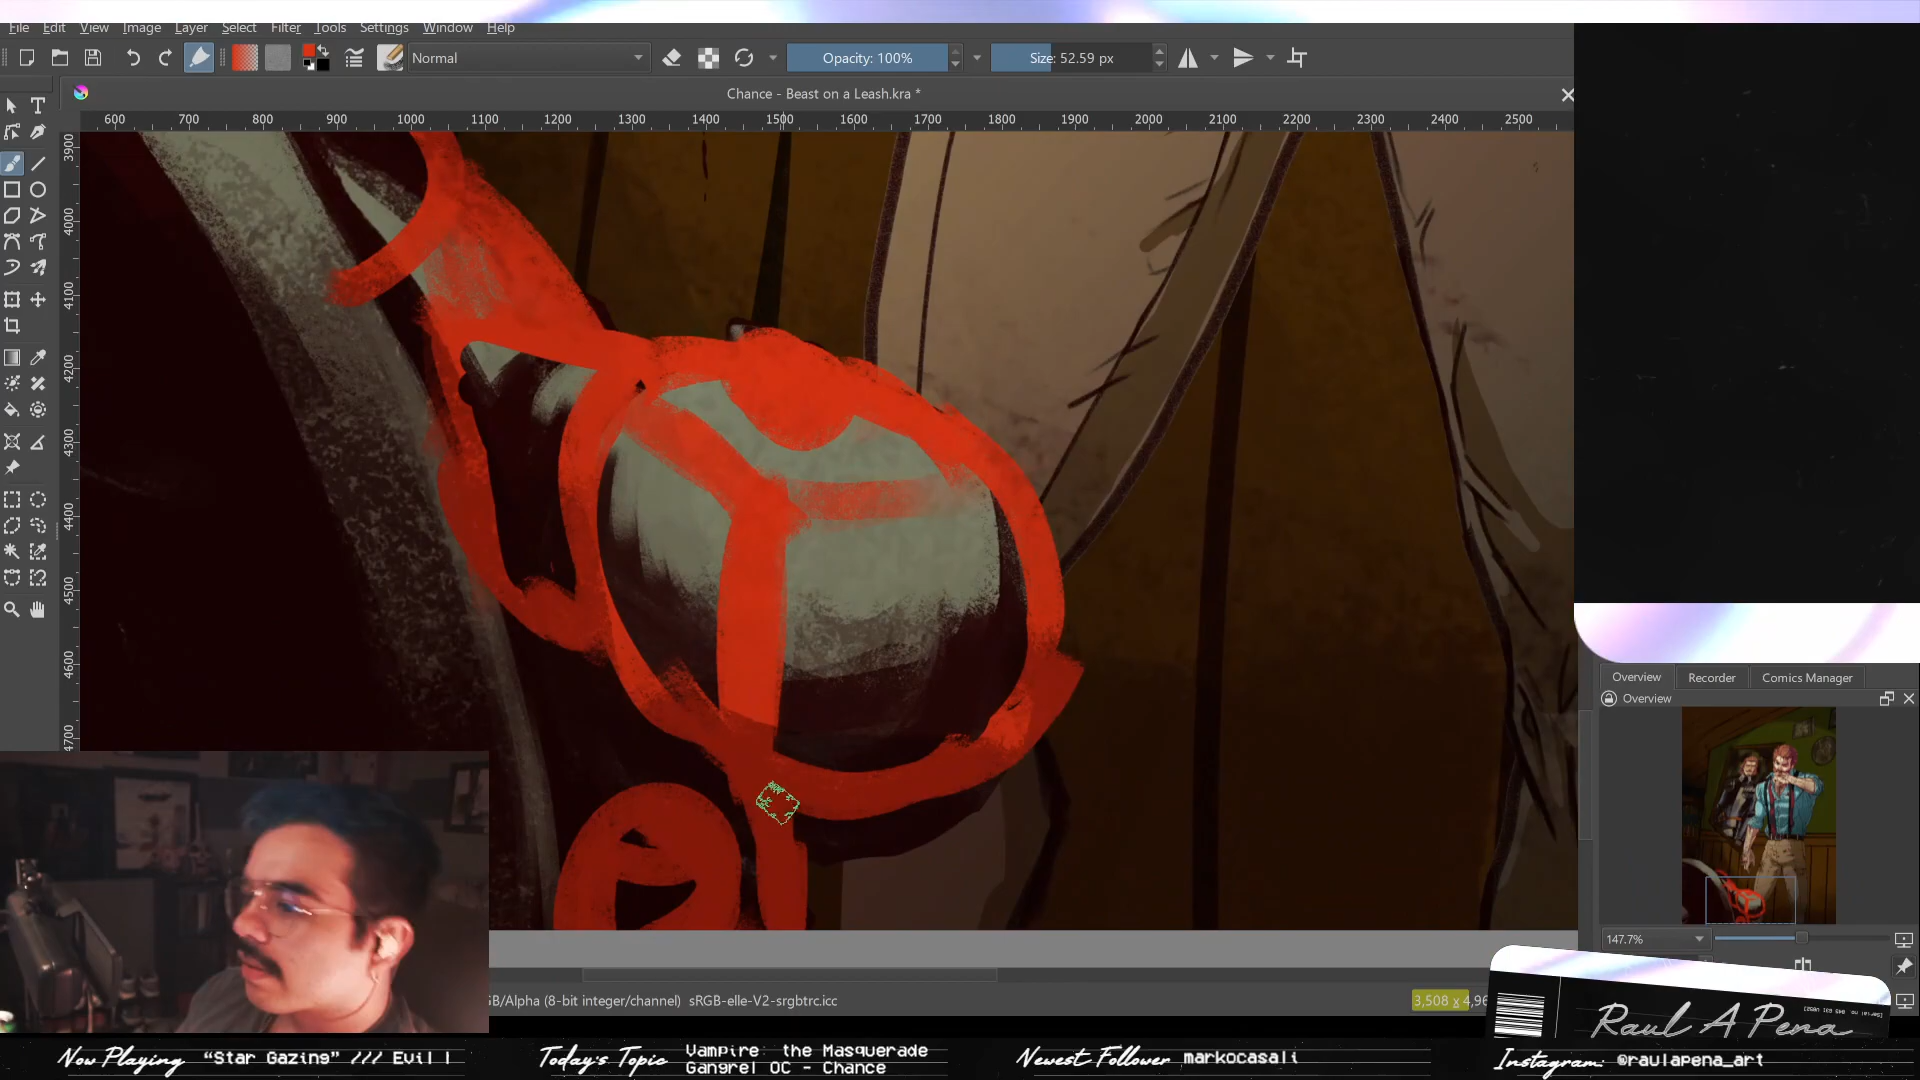 File Edit View Image Layer Select Filter Tools Settings Window Help
Normal
Opacity: 100%
Size: 52.59 px
Chance - Beast on a Leash.kra *
600 700 800 900 1000 1100 1200 1300 1400 1500 1600 1700 1800 1900 2000 2100 2200 2300 2400 2500
3900
4000
4100
4200
4300
4400
4500
4600
4700
Overview Recorder Comics Manager
Overview
147.7%
GB/Alpha (8-bit integer/channel) sRGB-elle-V2-srgbtrc.icc
3,508 x 4,96
Raul A Pena
Now Playing "Star Gazing" /// Evil I
Today's Topic Vampire: the Masquerade
Gangrel OC - Chance
Newest Follower markocasali
Instagram: @raulapena_art